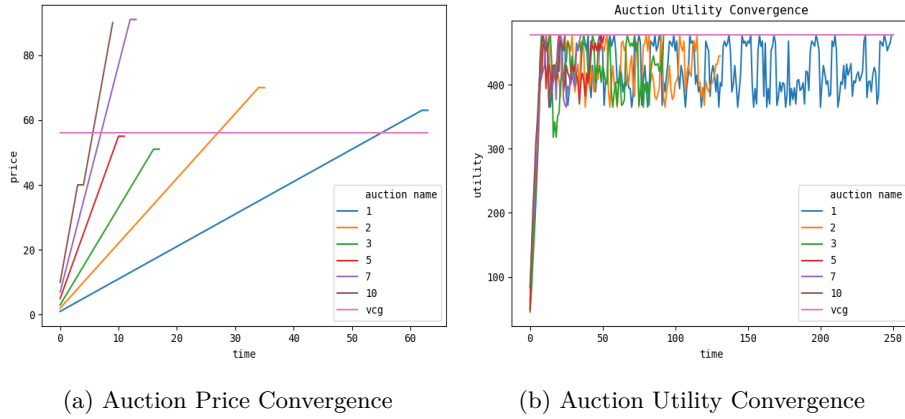 80
60
40
20
0
price
0 10 20 30 40 50 60
time
auction name
1
2
3
5
7
10
vcg
(a) Auction Price Convergence
Auction Utility Convergence
400
300
200
100
utility
0 50 100 150 200 250
time
auction name
1
2
3
5
7
10
vcg
(b) Auction Utility Convergence